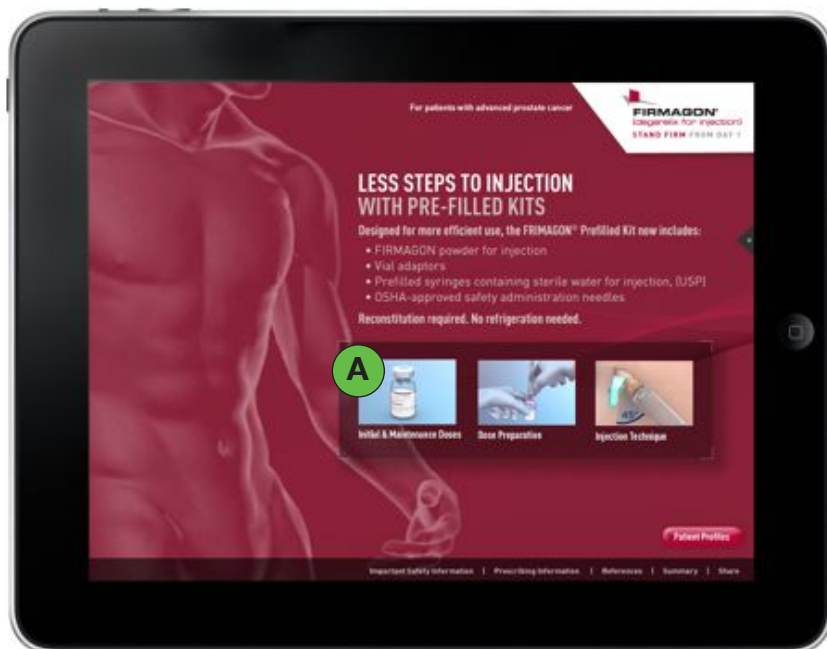 For patients with advanced prostate cancer
FIRMAGON®
(degarelix for injection)
STAND FIRM FROM DAY 1
LESS STEPS TO INJECTION
WITH PRE-FILLED KITS
Designed for more efficient use, the FRIMAGON® Prefilled Kit now includes:
• FIRMAGON powder for injection
• Vial adaptors
• Prefilled syringes containing sterile water for injection, (USP)
• OSHA-approved safety administration needles
Reconstitution required. No refrigeration needed.
A
45°
Initial & Maintenance Doses
Dose Preparation
Injection Technique
Patient Profiles
Important Safety Information | Prescribing Information | References | Summary | Share